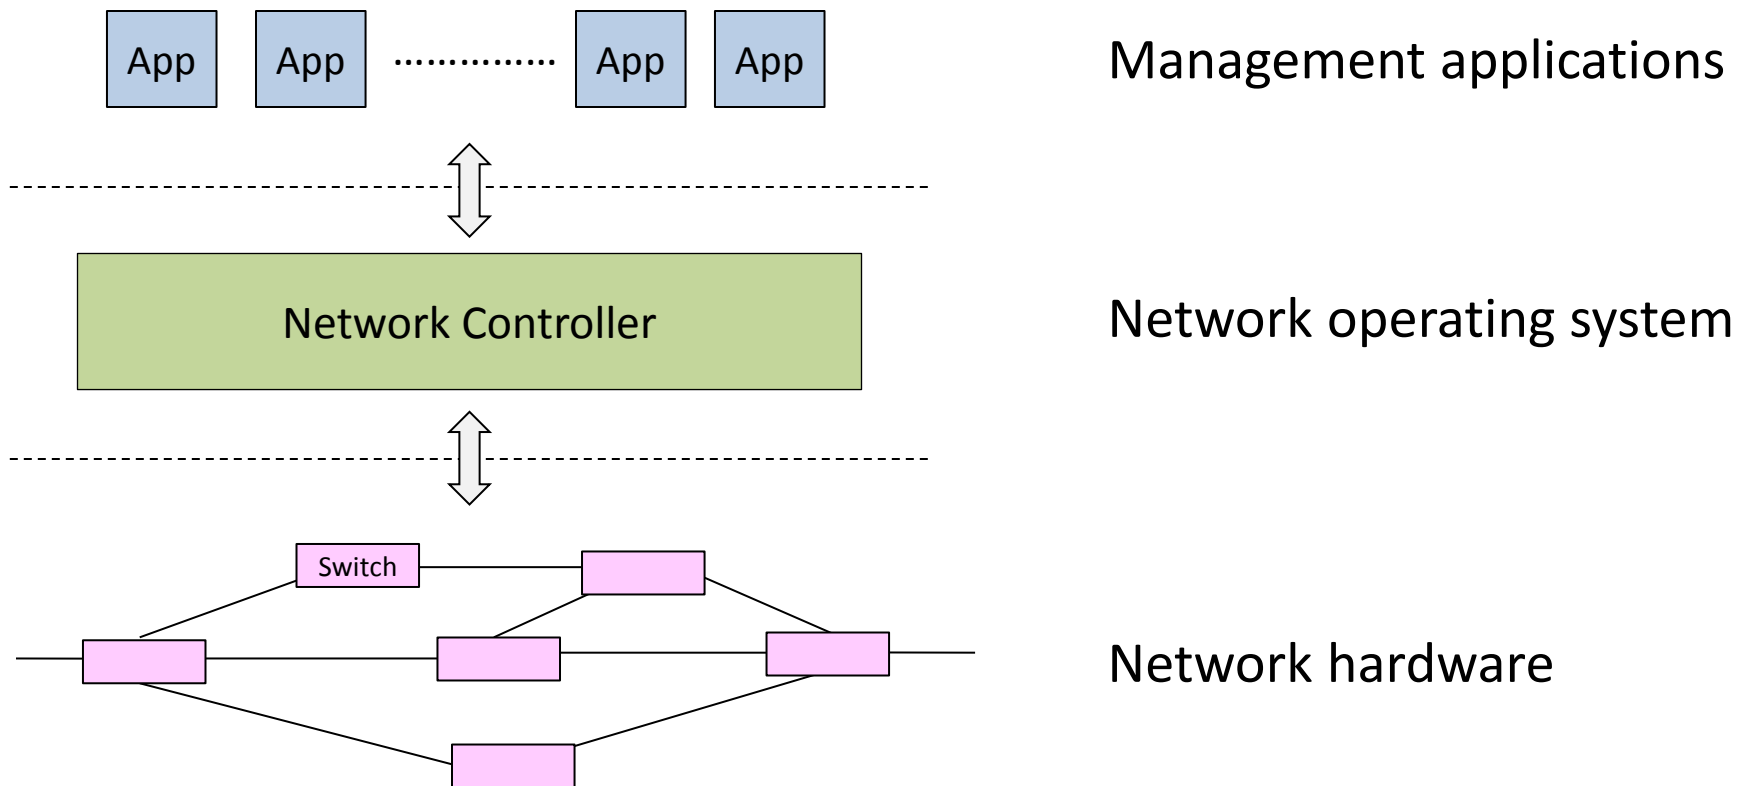 App App ............... App App
Management applications
Network Controller
Network operating system
Switch
Network hardware